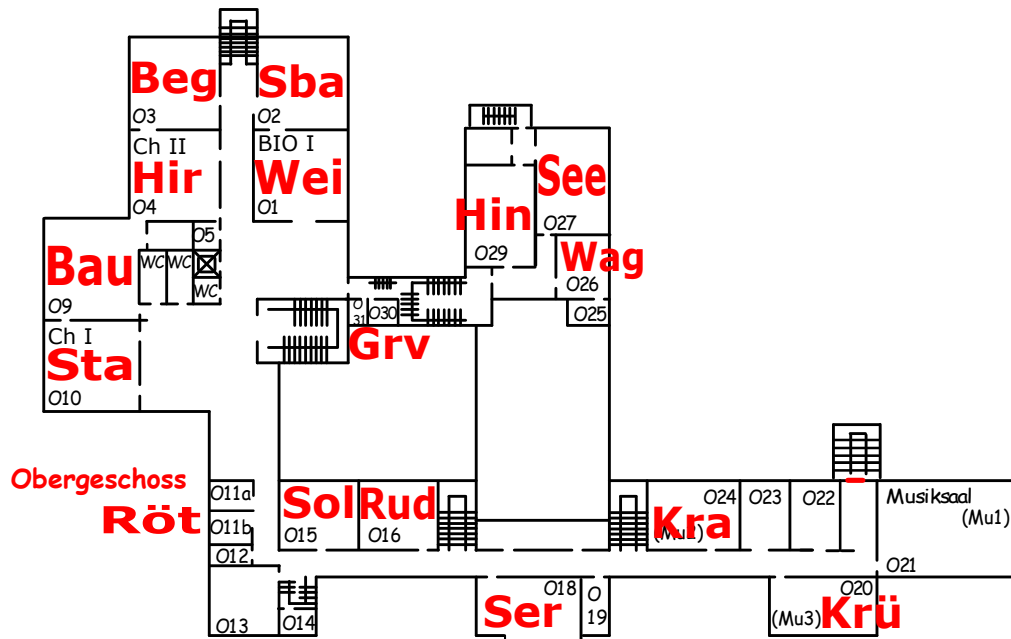 Beg
Sba
O3
O2
Ch II
BIO I
Hir
Wei
See
O4
O1
Hin
O5
O27
Bau
WC
WC
O29
Wag
WC
O26
O9
O
31
O30
O25
Ch I
Grv
Sta
O10
Obergeschoss
O11a
Sol
Rud
O24
O23
O22
Musiksaal
(Mu1)
Röt
O11b
O15
O16
(Mu2)
Kra
O12
O21
O18
O
19
O20
Ser
(Mu3)
Krü
O13
O14